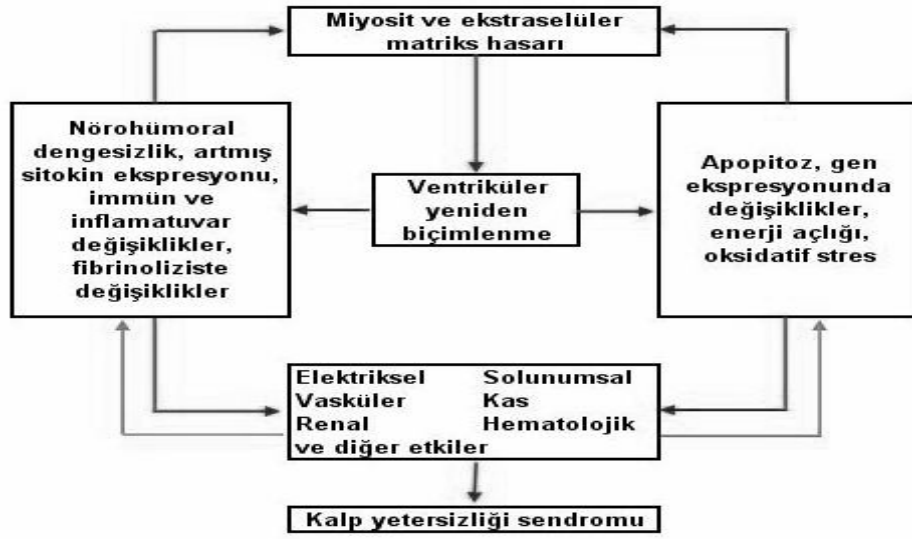 Miyosit ve ekstraselüler
matriks hasarı
Nörohümoral
dengesizlik, artmış
sitokin ekspresyonu,
immün ve
inflamatuvar
değişiklikler,
fibrinoliziste
değişiklikler
Ventriküler
yeniden
biçimlenme
Apopitoz, gen
ekspresyonunda
değişiklikler,
enerji açlığı,
oksidatif stres
Elektriksel Solunumsal
Vasküler Kas
Renal Hematolojik
ve diğer etkiler
Kalp yetersizliği sendromu